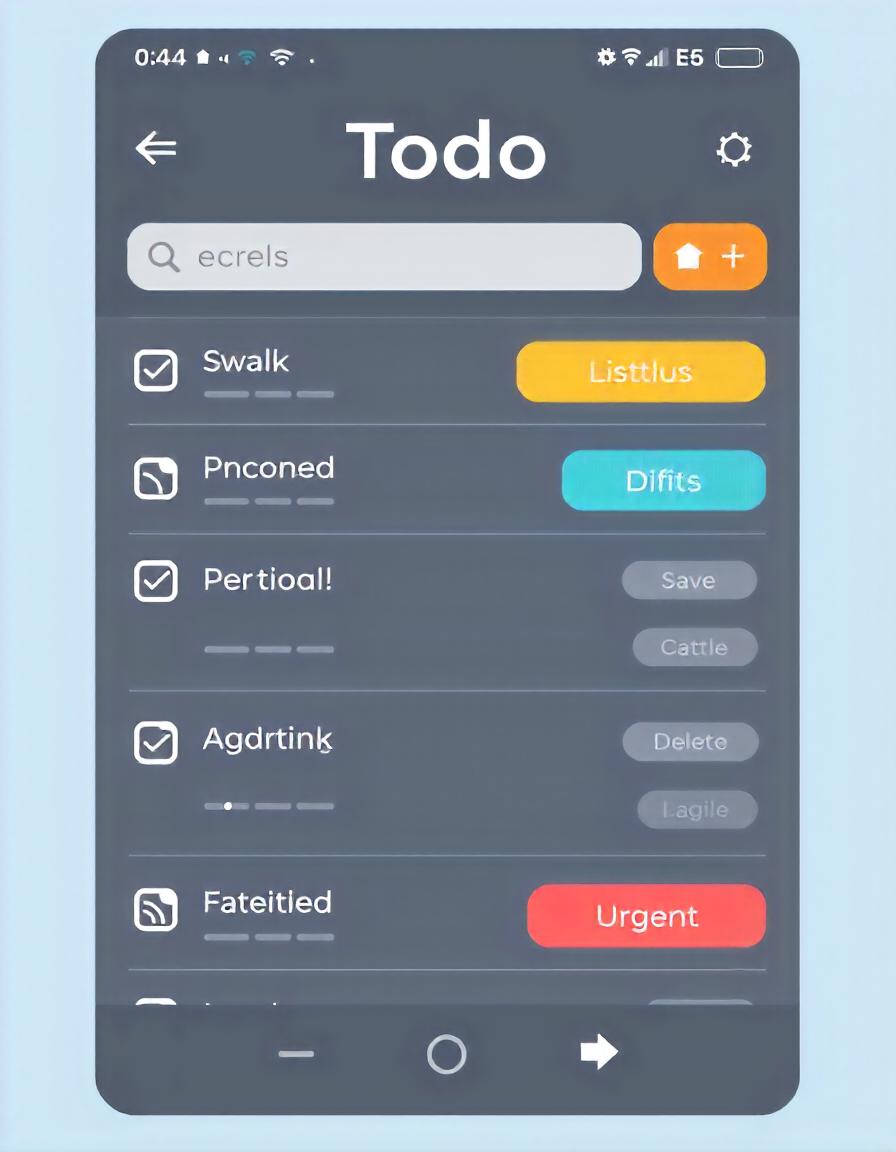 0:44 E5
Todo
ecrels
Swalk Listtlus
Pnconed Difits
Pertioal! Save
Cattle
Agdrtink Delete
Lagile
Fateitied Urgent